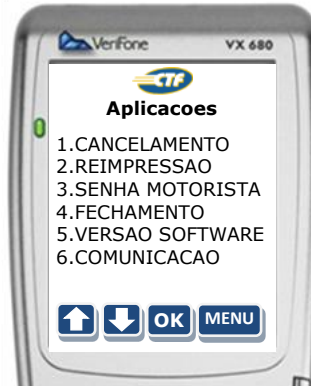 VeriFone VX 680
CTF
Aplicacoes
1.CANCELAMENTO
2.REIMPRESSAO
3.SENHA MOTORISTA
4.FECHAMENTO
5.VERSAO SOFTWARE
6.COMUNICACAO
OK MENU